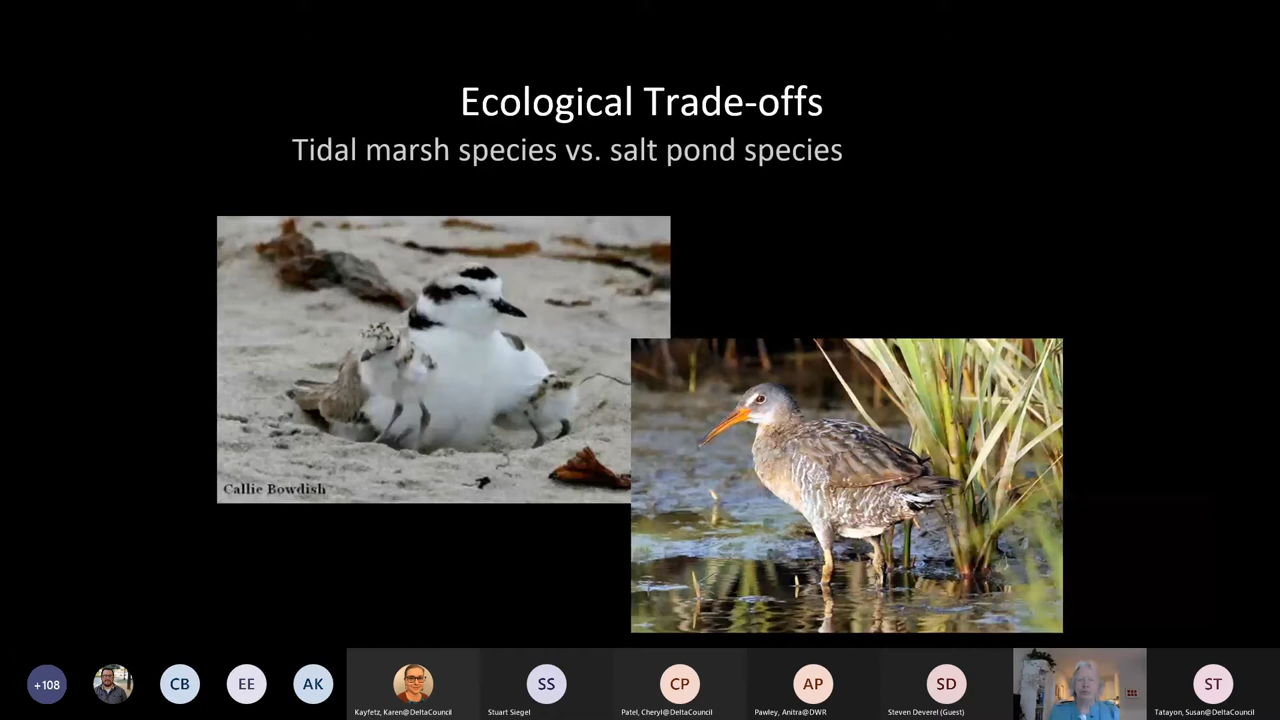 Ecological Trade-offs
Tidal marsh species vs. salt pond species
Callie Bowdish
+108
CB
EE
AK
SS
CP
AP
SD
ST
Kayfetz, Karen@DeltaCouncil
Stuart Siegel
Patel, Cheryl@DeltaCouncil
Pawley, Anitra@DWR
Steven Deverel (Guest)
Tatayon, Susan@DeltaCouncil